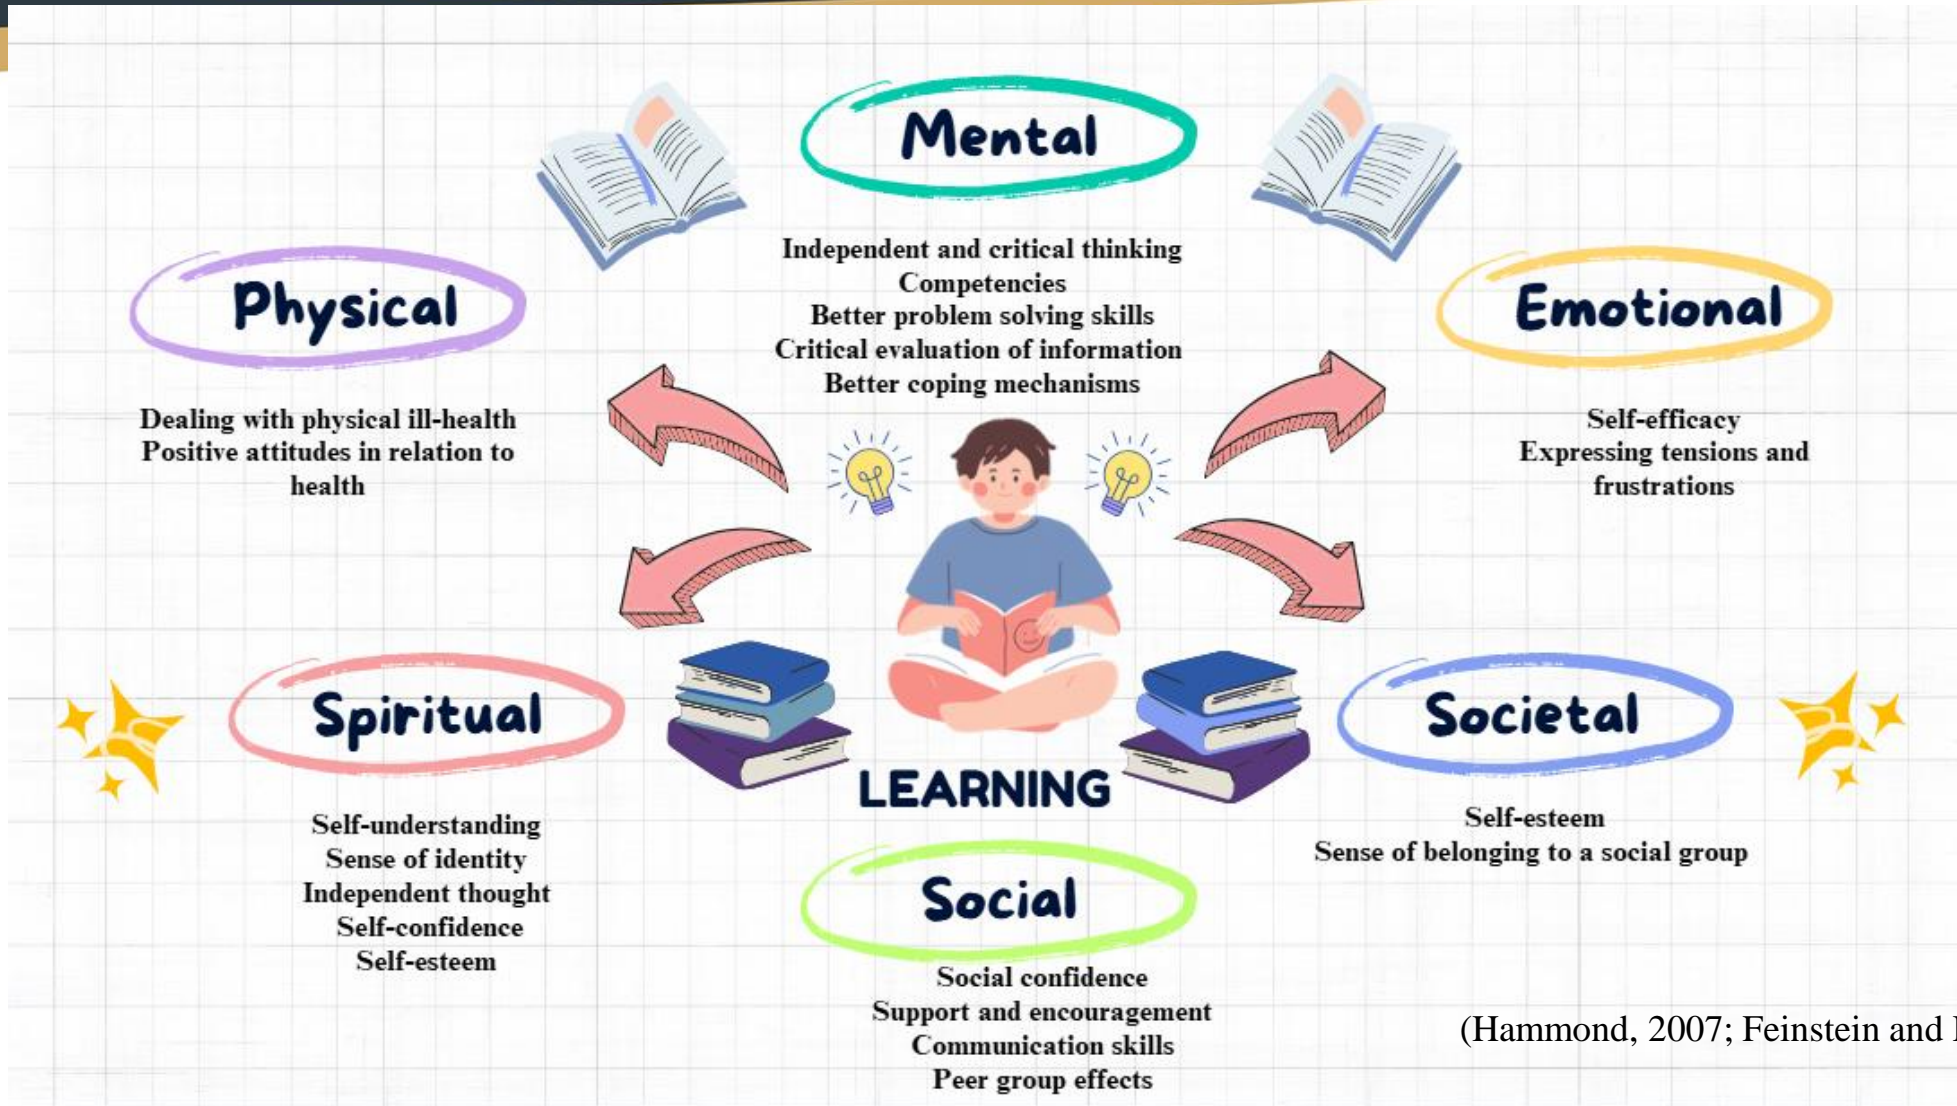 Mental
Independent and critical thinking
Competencies
Better problem solving skills
Critical evaluation of information
Better coping mechanisms
Physical
Dealing with physical ill-health
Positive attitudes in relation to
health
Emotional
Self-efficacy
Expressing tensions and
frustrations
Spiritual
Self-understanding
Sense of identity
Independent thought
Self-confidence
Self-esteem
LEARNING
Societal
Self-esteem
Sense of belonging to a social group
Social
Social confidence
Support and encouragement
Communication skills
Peer group effects
(Hammond, 2007; Feinstein and